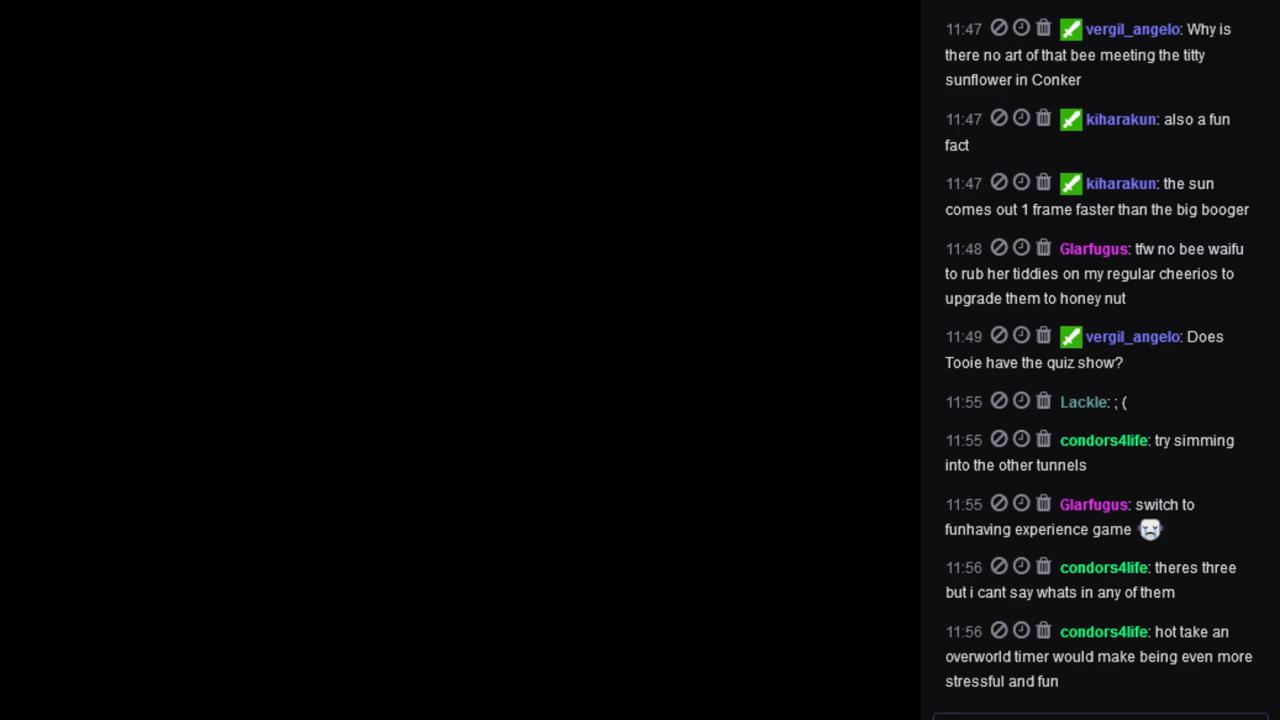 11:47 vergil_angelo: Why is
there no art of that bee meeting the titty
sunflower in Conker
11:47 kiharakun: also a fun
fact
11:47 kiharakun: the sun
comes out 1 frame faster than the big booger
11:48 Glarfugus: tfw no bee waifu
to rub her tiddies on my regular cheerios to
upgrade them to honey nut
11:49 vergil_angelo: Does
Tooie have the quiz show?
11:55 Lackle: ; (
11:55 condors4life: try simming
into the other tunnels
11:55 Glarfugus: switch to
funhaving experience game
11:56 condors4life: theres three
but i cant say whats in any of them
11:56 condors4life: hot take an
overworld timer would make being even more
stressful and fun